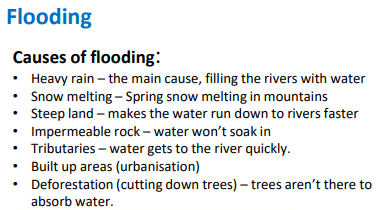 Flooding
Causes of flooding:
• Heavy rain – the main cause, filling the rivers with water
• Snow melting – Spring snow melting in mountains
• Steep land – makes the water run down to rivers faster
• Impermeable rock – water won't soak in
• Tributaries – water gets to the river quickly.
• Built up areas (urbanisation)
• Deforestation (cutting down trees) – trees aren't there to
absorb water.